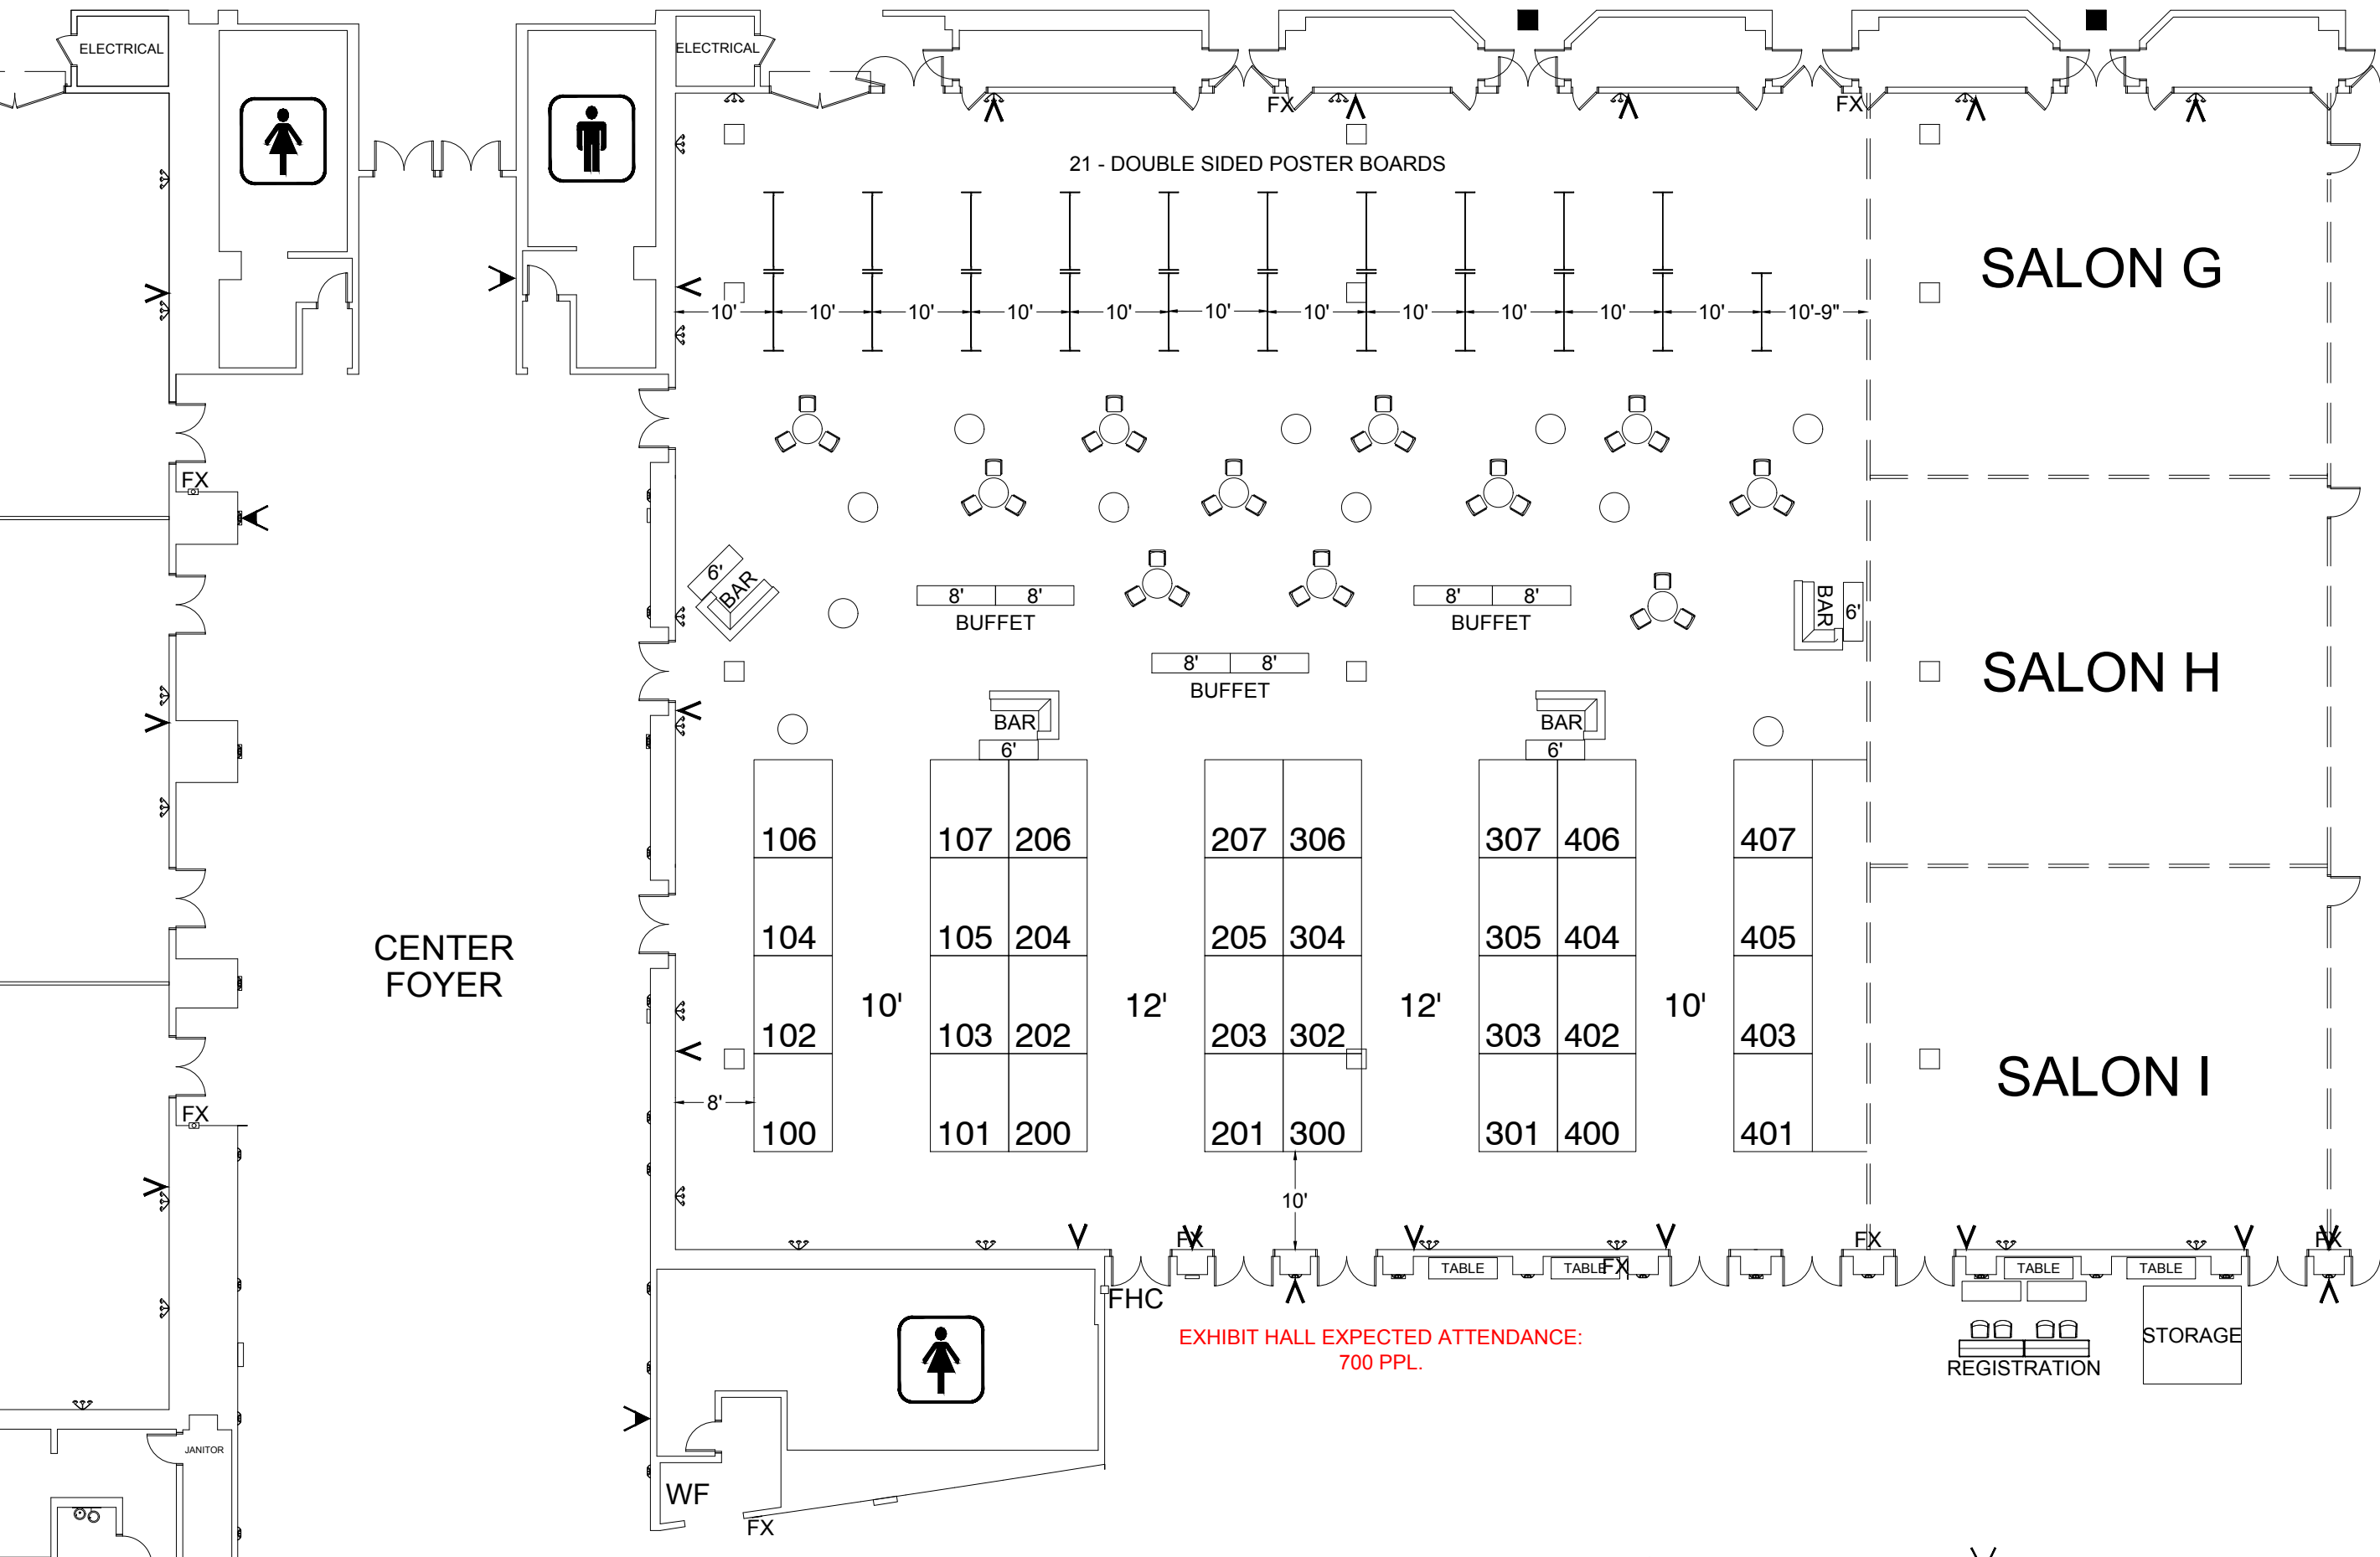 ELECTRICAL
ELECTRICAL
FX
FX
21 - DOUBLE SIDED POSTER BOARDS
SALON G
10' 10' 10' 10' 10' 10' 10' 10' 10' 10' 10' 10'-9"
FX
6'
BAR
8' 8'
BUFFET
8' 8'
BUFFET
BAR
6'
8' 8'
BUFFET
SALON H
BAR
6'
BAR
6'
106 107 206 207 306 307 406 407
104 105 204 205 304 305 404 405
CENTER
FOYER
10' 12' 12' 10'
102 103 202 203 302 303 402 403
SALON I
8'
FX
100 101 200 201 300 301 400 401
10'
FX
FX
FX
TABLE
TABLE
FX
TABLE
TABLE
FHC
EXHIBIT HALL EXPECTED ATTENDANCE:
700 PPL.
STORAGE
REGISTRATION
JANITOR
WF
FX